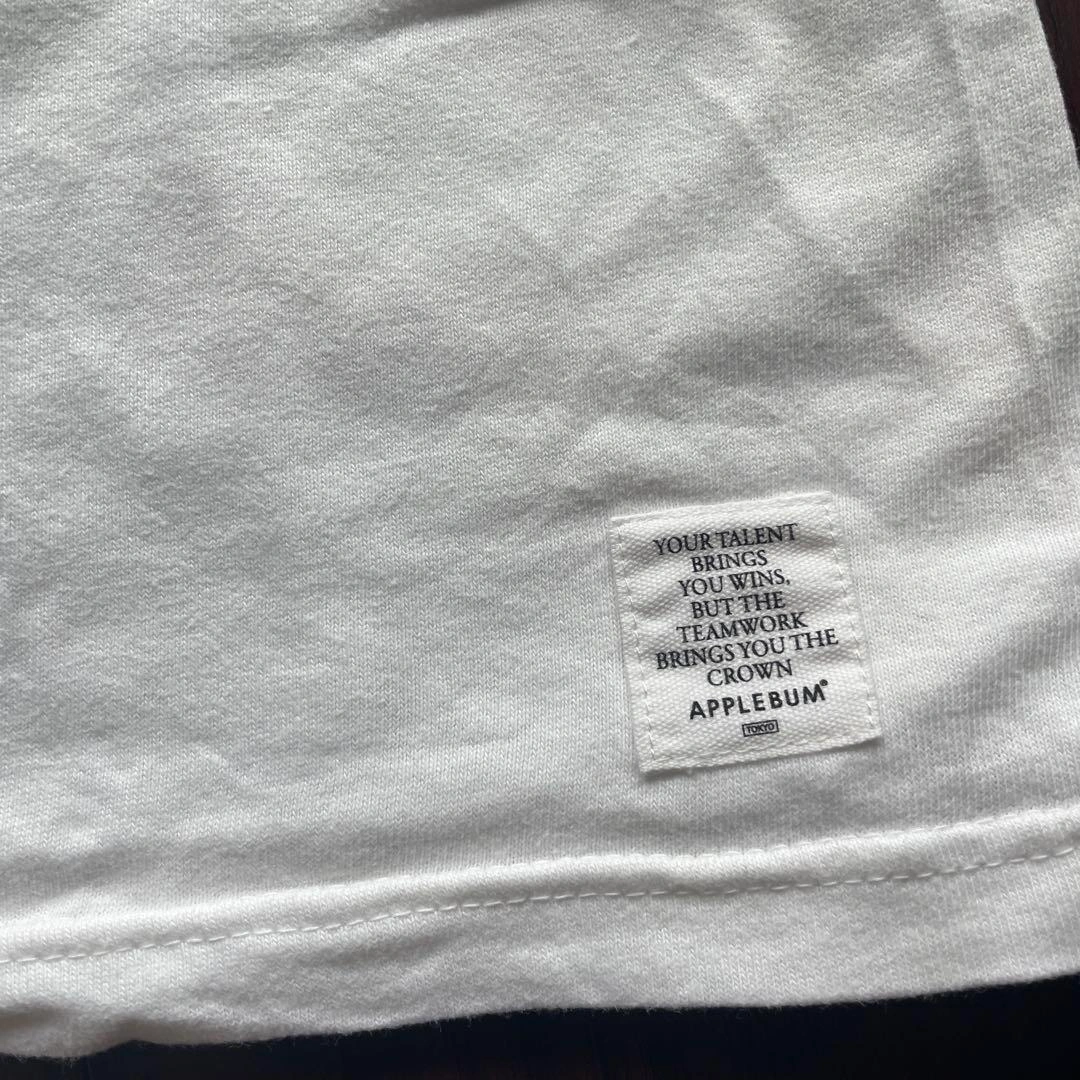 YOUR TALENT
BRINGS
YOU WINS,
BUT THE
TEAMWORK
BRINGS YOU THE
CROWN
APPLEBUM®
TOKYO